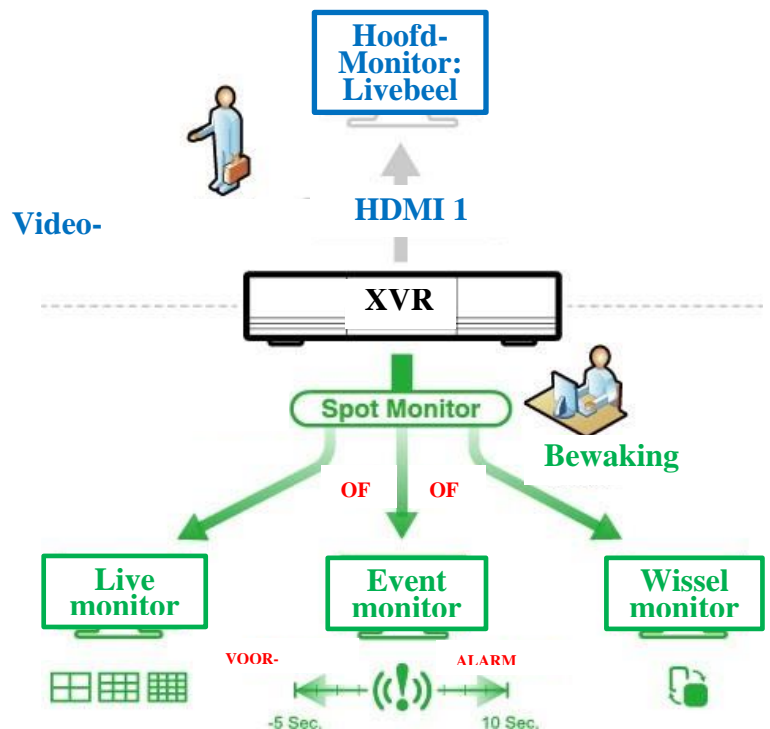 Hoofd-
Monitor:
Livebeel
HDMI 1
Video-
XVR
Spot Monitor
Bewaking
OF OF
Live
monitor
Event
monitor
Wissel
monitor
VOOR- ALARM
-5 Sec. 10 Sec.